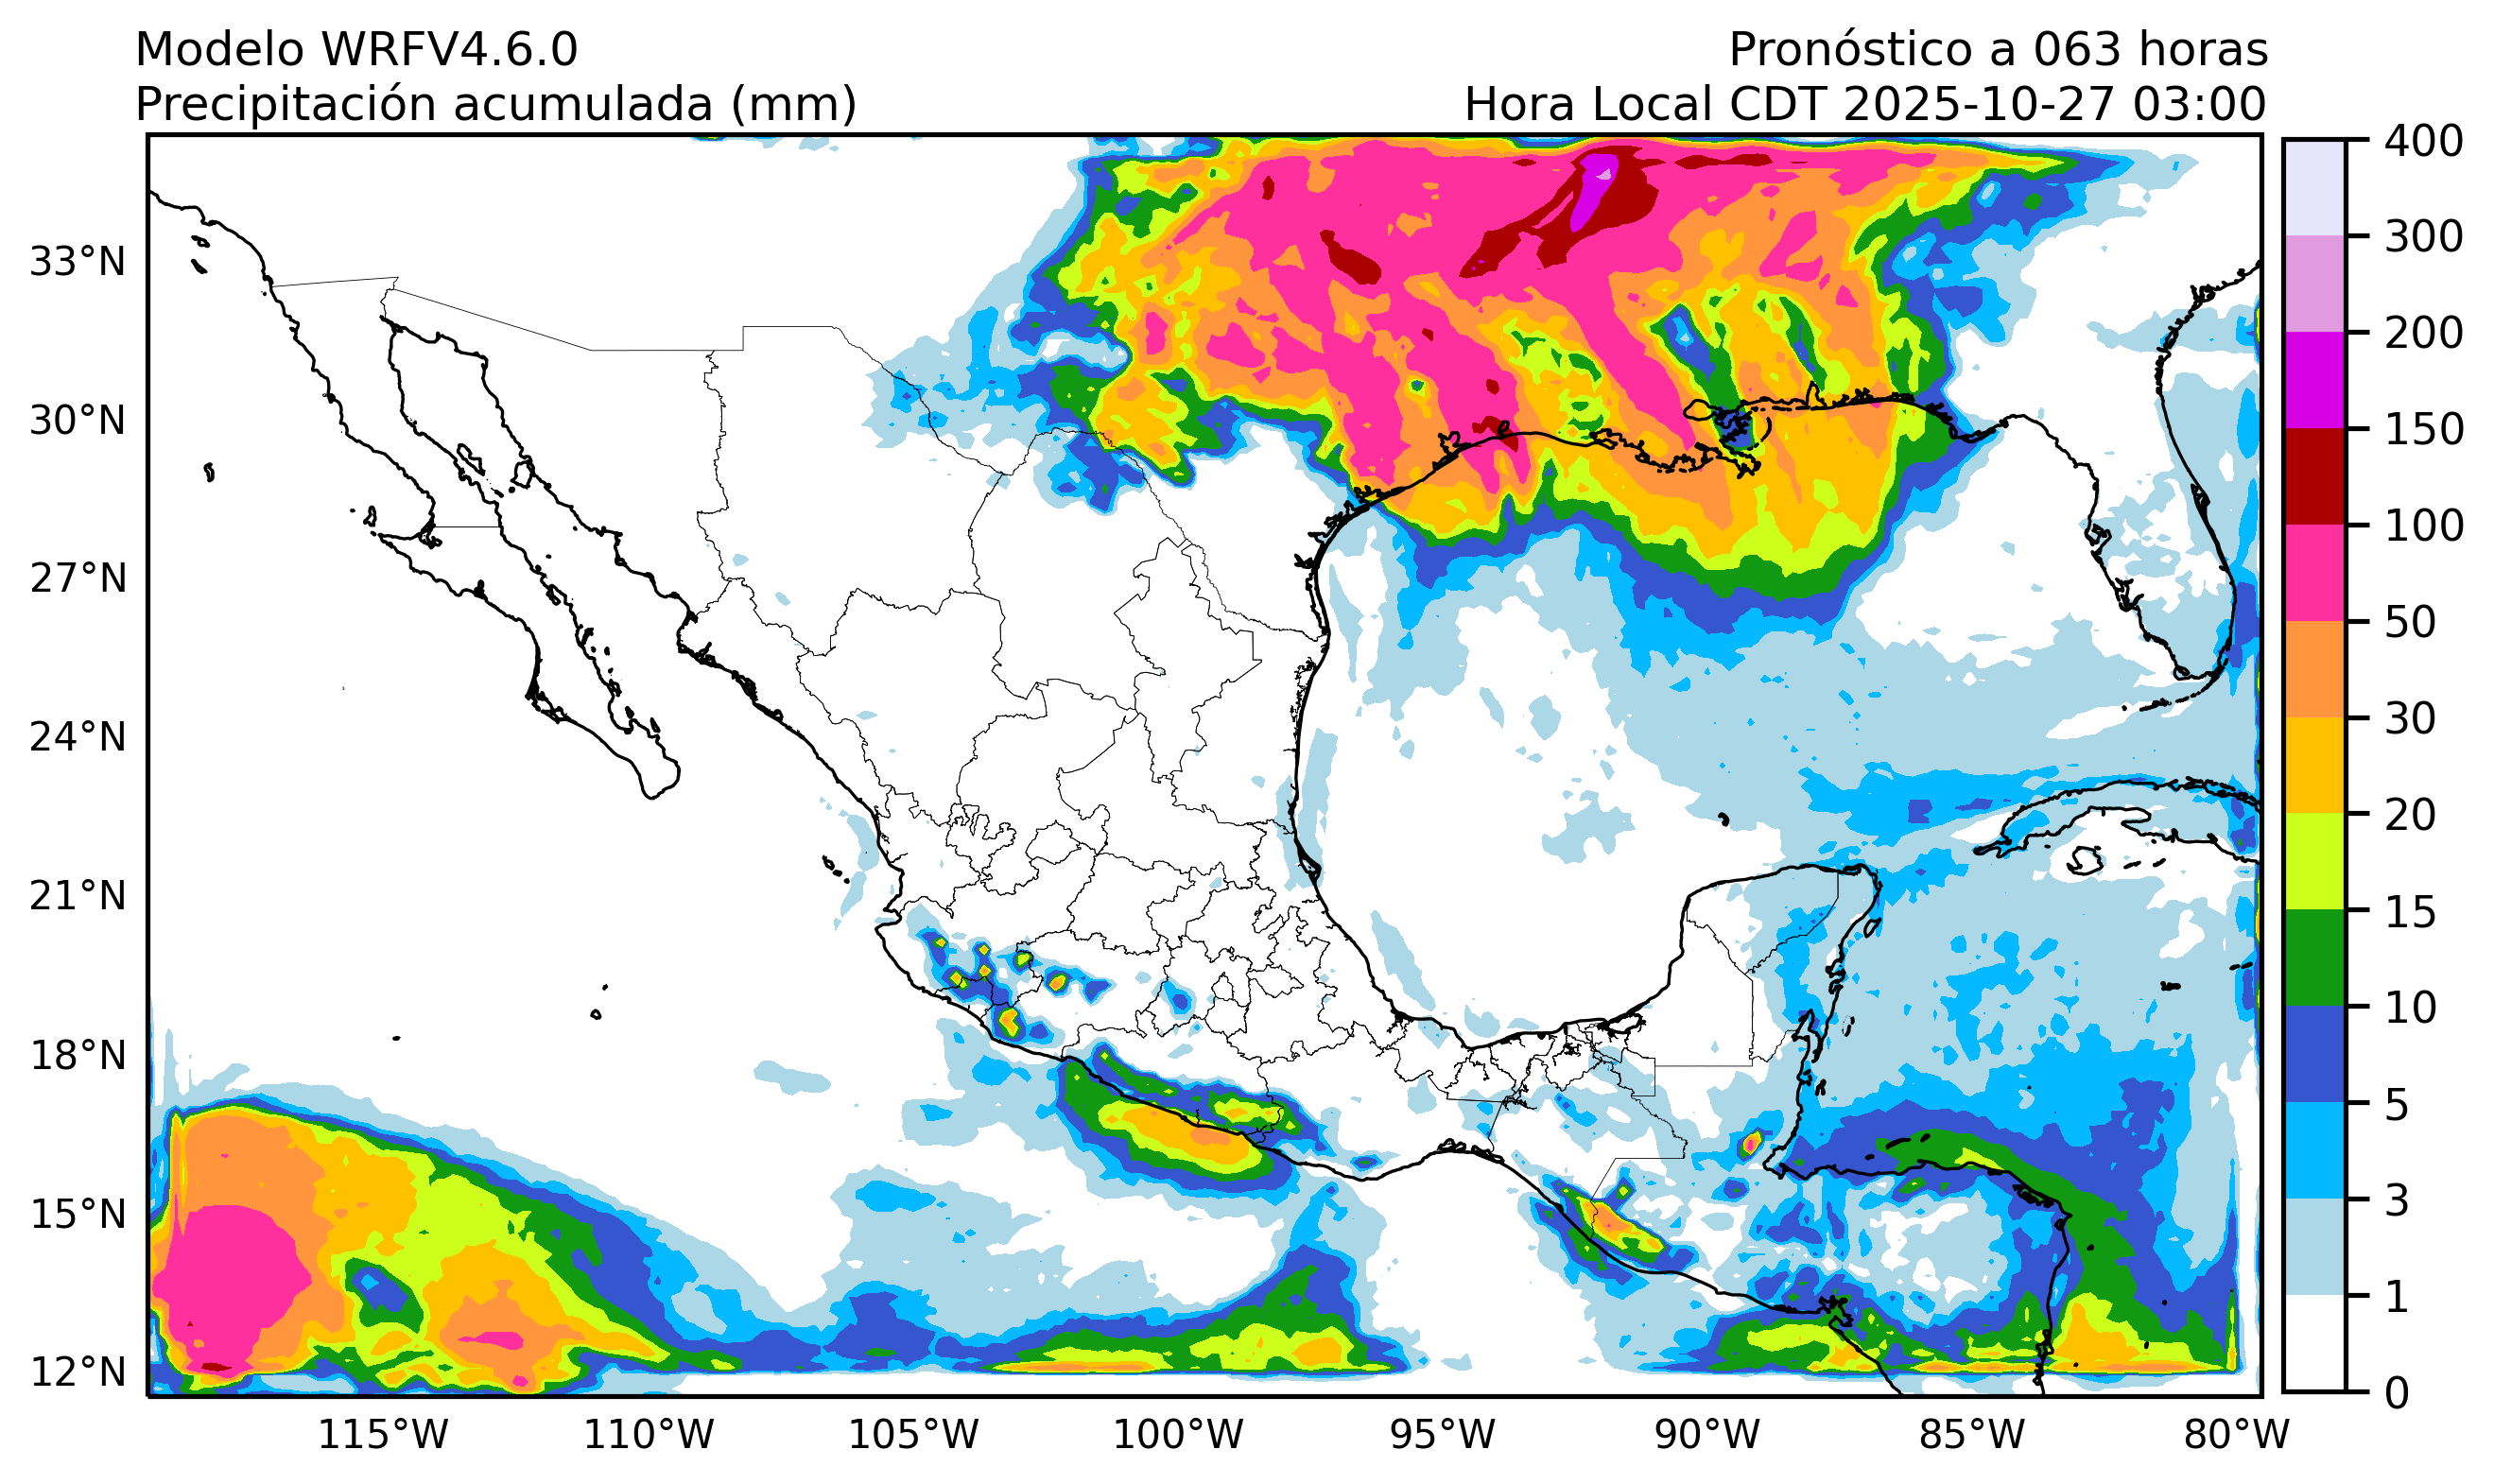 Modelo WRFV4.6.0
Pronóstico a 063 horas
Precipitación acumulada (mm)
Hora Local CDT 2025-10-27 03:00
33°N
30°N
27°N
24°N
21°N
18°N
15°N
12°N
115°W
110°W
105°W
100°W
95°W
90°W
85°W
80°W
400
300
200
150
100
50
30
20
15
10
5
3
1
0